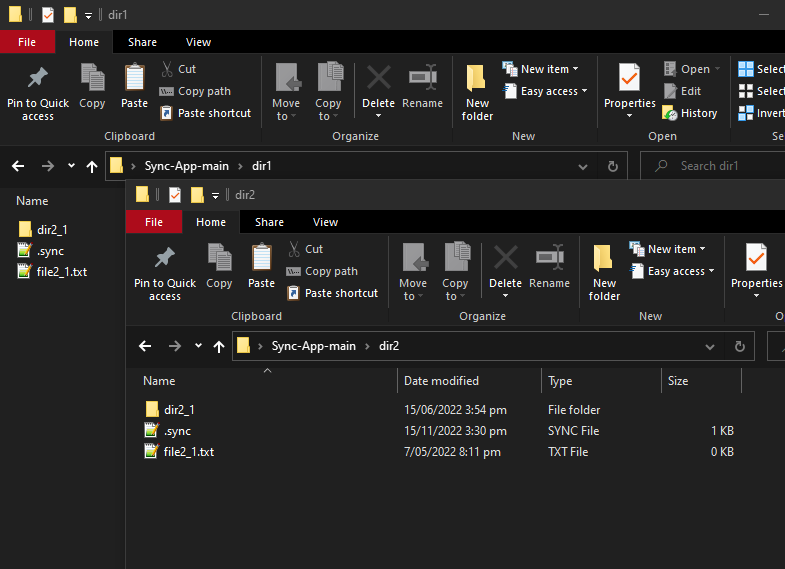 dir1
File Home Share View
Pin to Quick access
Copy
Paste
Cut
Copy path
Paste shortcut
Move to
Copy to
Delete
Rename
New folder
New item
Easy access
Properties
Open
Edit
History
Select
Select
Invert
Clipboard Organize New Open Se
Sync-App-main dir1
Search dir1
Name
dir2_1
.sync
file2_1.txt
dir2
File Home Share View
Pin to Quick access
Copy
Paste
Cut
Copy path
Paste shortcut
Move to
Copy to
Delete
Rename
New folder
New item
Easy access
Properties
Clipboard Organize New O
Sync-App-main dir2
Name Date modified Type Size
dir2_1 15/06/2022 3:54 pm File folder
.sync 15/11/2022 3:30 pm SYNC File 1 KB
file2_1.txt 7/05/2022 8:11 pm TXT File 0 KB